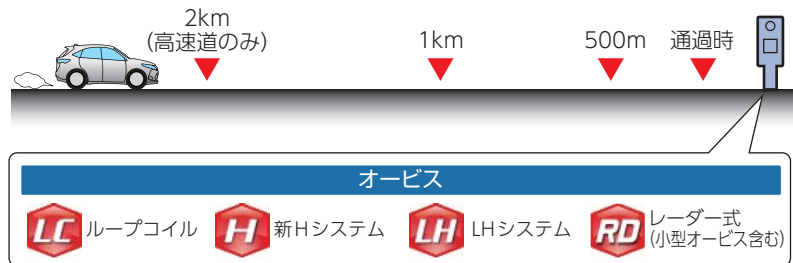 2km
(高速道のみ)
1km
500m
通過時
オービス
LC ループコイル
H 新Hシステム
LH LHシステム
RD レーダー式
(小型オービス含む)